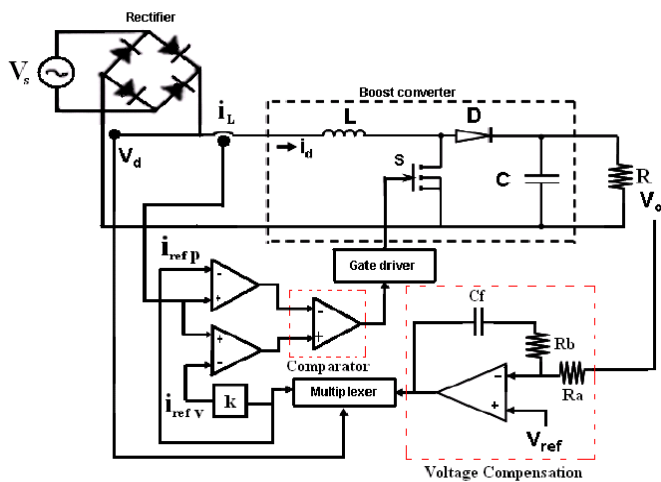 Rectifier
Vs
iL
Boost converter
L
D
Vd
id
S
C
R
Vo
iref p
Gate driver
-
+
-
+
+
-
Comparator
iref v
k
Multiplexer
Cf
Rb
Ra
-
+
Vref
Voltage Compensation